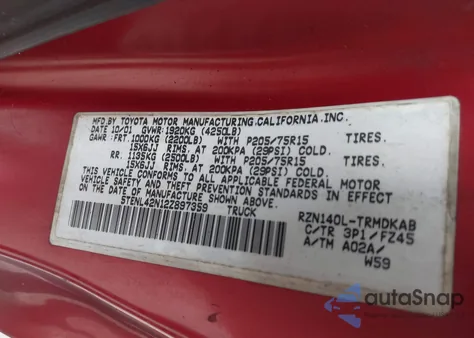 MFD.BY TOYOTA MOTOR MANUFACTURING,CALIFORNIA,INC.
DATE 10/01 GVWR: 1920KG (4250LB)
GAWR: FRT. 1000KG (2200LB) WITH P205/75R15 TIRES.
15X6JJ RIMS. AT 200KPA (29PSI) COLD.
RR. 1135KG (2500LB) WITH P205/75R15 TIRES.
15X6JJ RIMS. AT 200KPA (29PSI) COLD.
THIS VEHICLE CONFORMS TO ALL APPLICABLE FEDERAL MOTOR
VEHICLE SAFETY AND THEFT PREVENTION STANDARDS IN
EFFECT ON THE DATE OF MANUFACTURE SHOWN ABOVE.
5TENL42N12Z897359 TRUCK
RZN140L-TRMDKAB
C/TR 3P1/FZ45
A/TM A02A/
W59
autoSnap